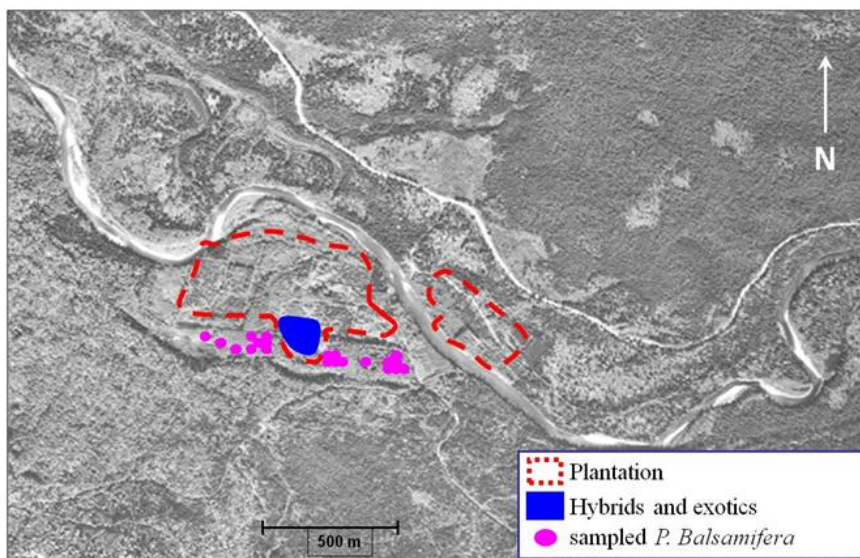 N
Plantation
Hybrids and exotics
sampled P. Balsamifera
500 m